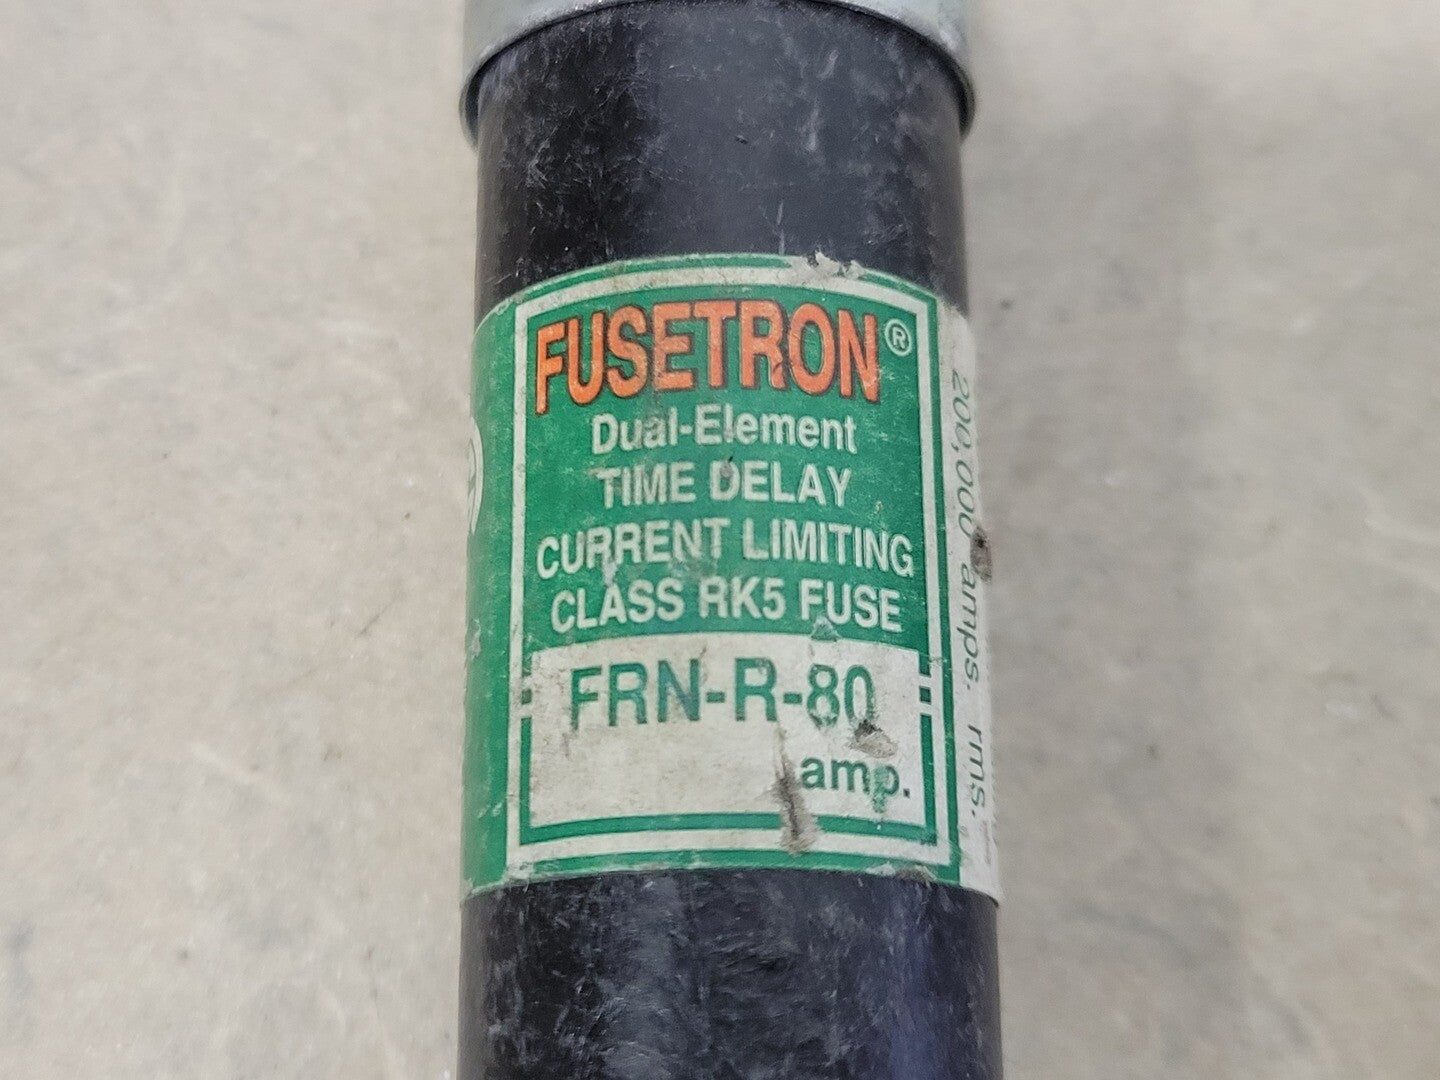 FUSETRON®
Dual-Element
TIME DELAY
CURRENT LIMITING
CLASS RK5 FUSE
FRN-R-80
amp.
200,000 amps. rms.